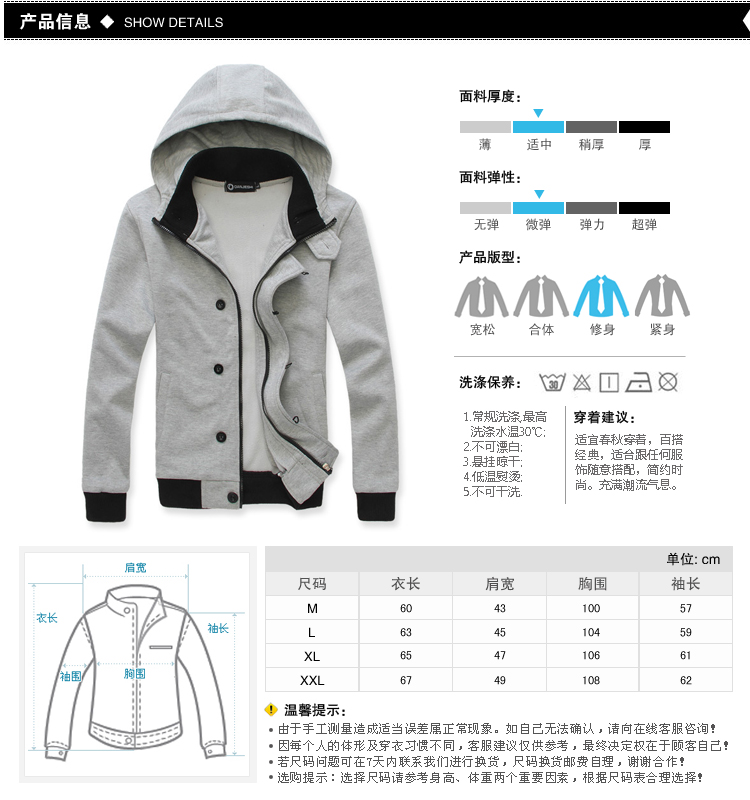 产品信息 ◆ SHOW DETAILS
面料厚度：
薄 适中 稍厚 厚
面料弹性：
无弹 微弹 弹力 超弹
产品版型：
宽松 合体 修身 紧身
洗涤保养：
30
1.常规洗涤,最高
洗涤水温30℃;
2.不可漂白;
3.悬挂晾干;
4.低温熨烫;
5.不可干洗.
穿着建议：
适宜春秋穿着，百搭
经典，适合跟任何服
饰随意搭配，简约时
尚。充满潮流气息。
肩宽
衣长
袖长
袖围
胸围
单位: cm
尺码 衣长 肩宽 胸围 袖长
M 60 43 100 57
L 63 45 104 59
XL 65 47 106 61
XXL 67 49 108 62
温馨提示：
• 由于手工测量造成适当误差属正常现象。如自己无法确认，请向在线客服咨询！
• 因每个人的体形及穿衣习惯不同，客服建议仅供参考，最终决定权在于顾客自己！
• 若尺码问题可在7天内联系我们进行换货，尺码换货邮费自理，谢谢合作！
• 选购提示：选择尺码请参考身高、体重两个重要因素，根据尺码表合理选择！